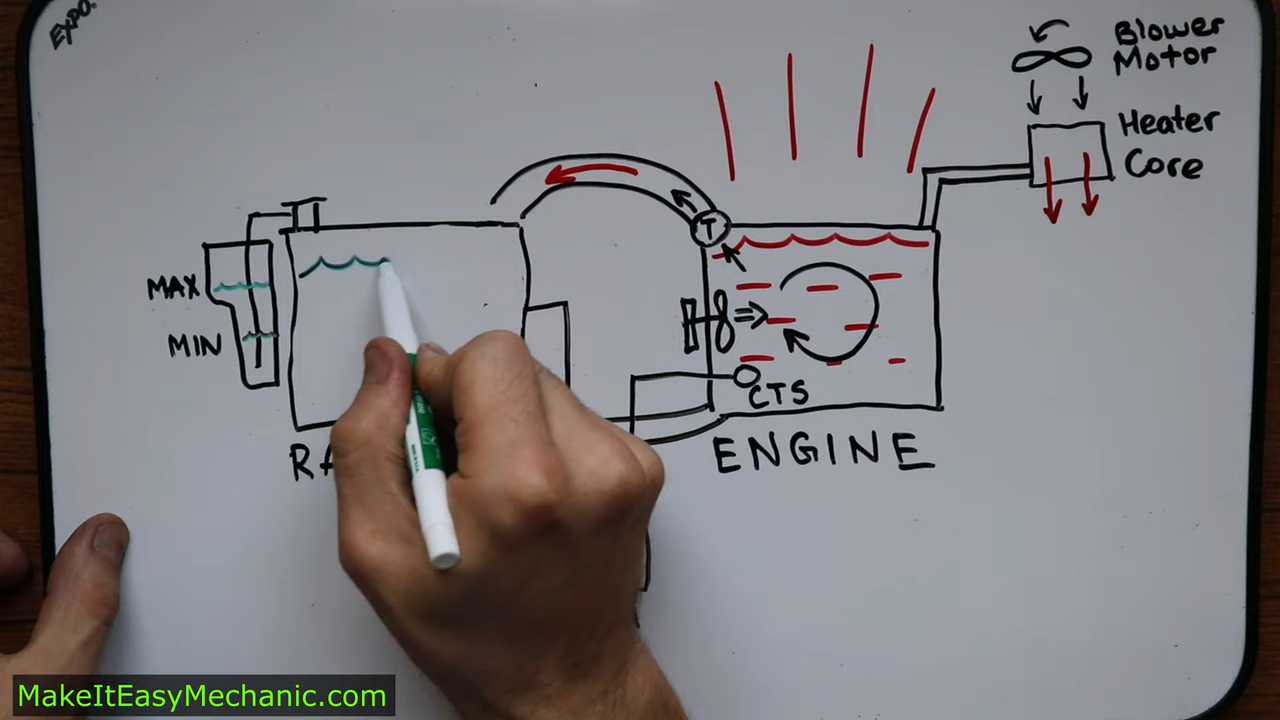 EXPO.
Blower
Motor
Heater
Core
T
MAX
MIN
CTS
ENGINE
MakeItEasyMechanic.com